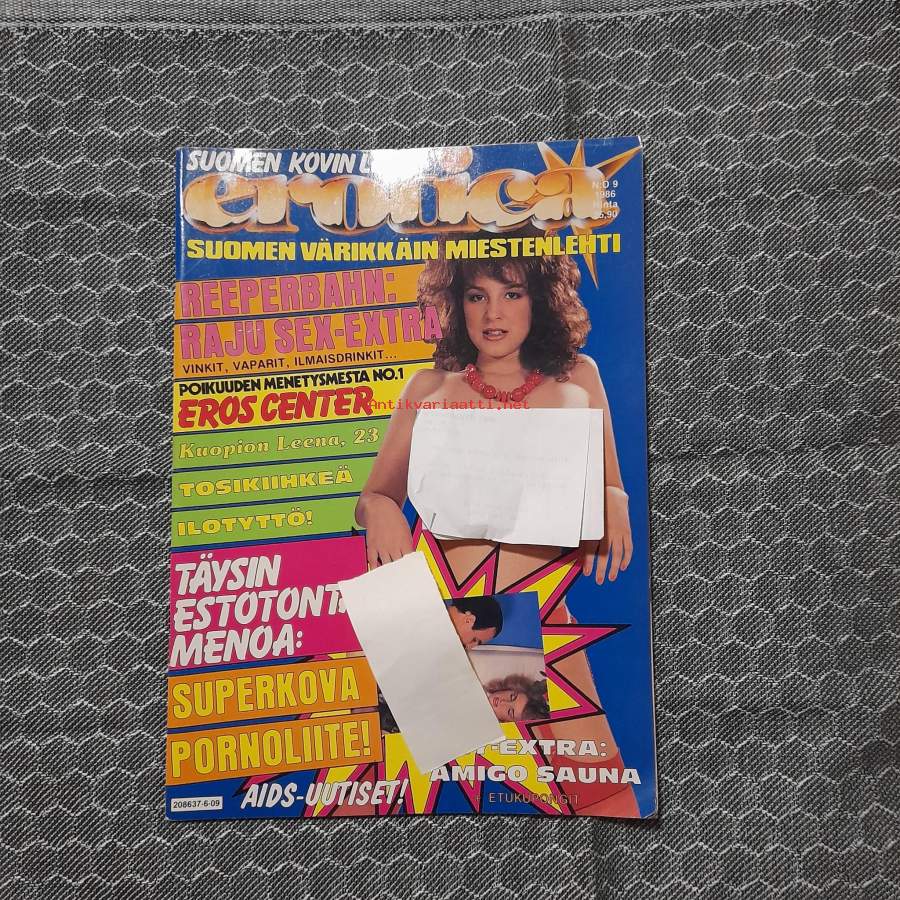 SUOMEN KOVIN
erotica
N:O 9
1986
Hinta
SUOMEN VÄRIKKÄIN MIESTENLEHTI
REEPERBAHN:
RAJU SEX-EXTRA
VINKIT, VAPARIT, ILMAISDRINKIT...
POIKUUDEN MENETYSMESTA NO.1
EROS CENTER
Antikvariaatti.net
Kuopion Leena, 23
TOSIKIIHKEÄ
ILOTYTTÖ!
TÄYSIN
ESTOTONTA
MENOA:
SUPERKOVA
PORNOLIITE!
-EXTRA:
AMIGO SAUNA
+ ETUKUPONGIT
AIDS-UUTISET!
208637-6-09